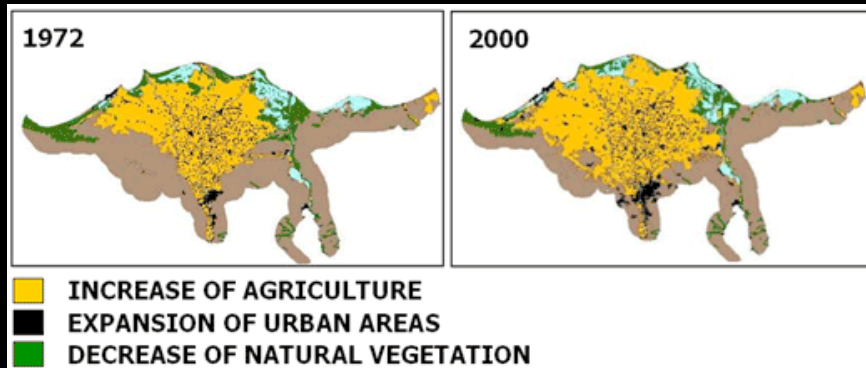 1972
2000
INCREASE OF AGRICULTURE
EXPANSION OF URBAN AREAS
DECREASE OF NATURAL VEGETATION